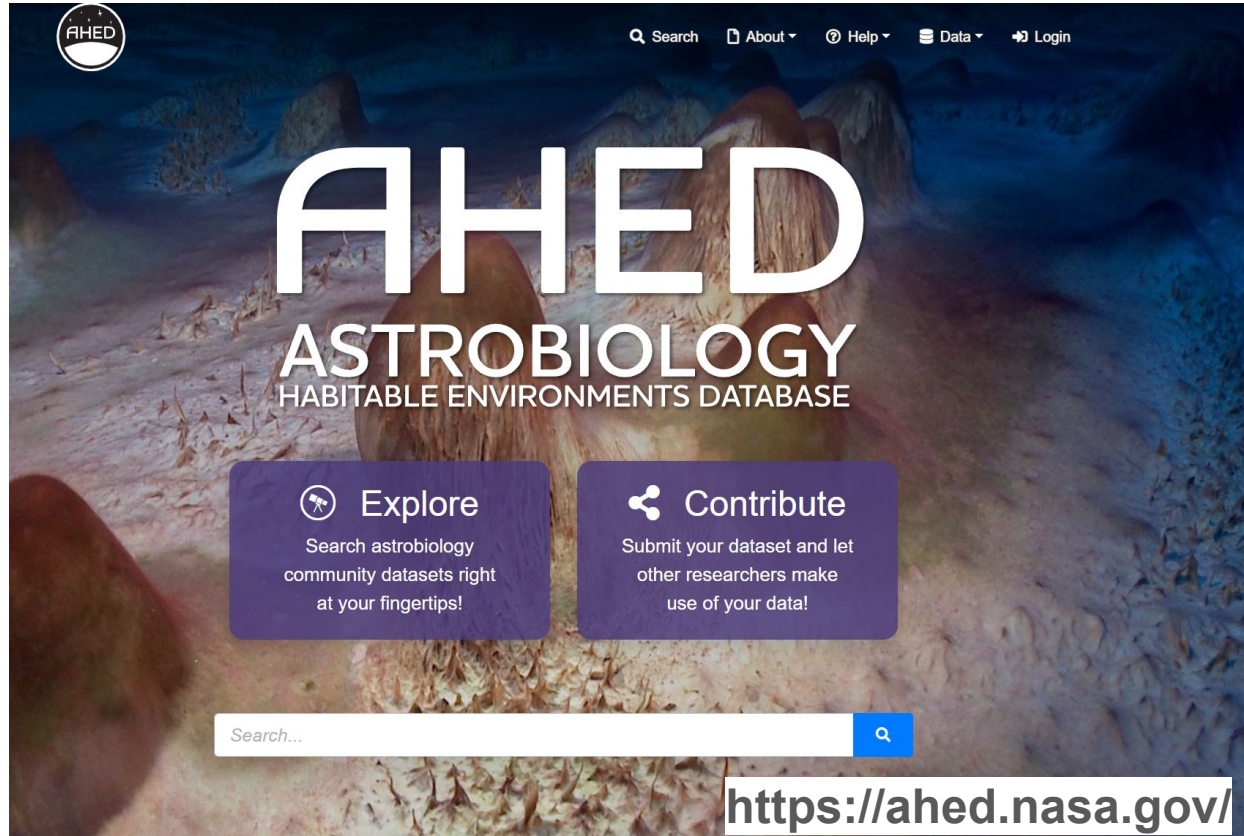 AHED
Search About Help Data Login
AHED
ASTROBIOLOGY
HABITABLE ENVIRONMENTS DATABASE
Explore
Search astrobiology
community datasets right
at your fingertips!
Contribute
Submit your dataset and let
other researchers make
use of your data!
Search...
https://ahed.nasa.gov/